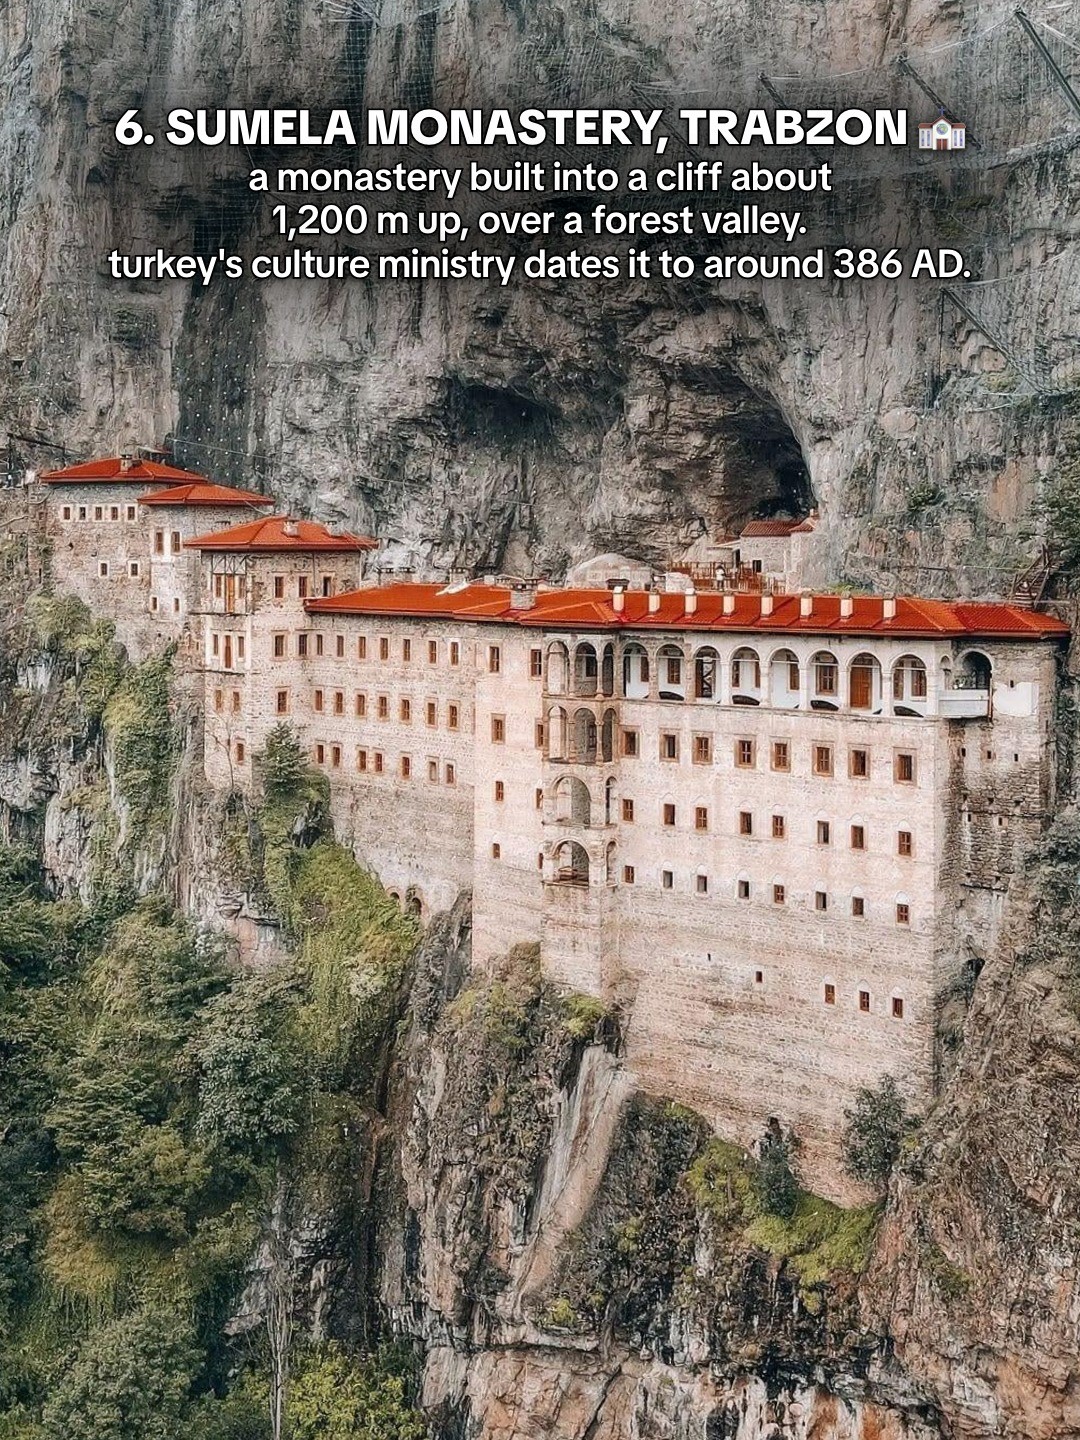 6. SUMELA MONASTERY, TRABZON
a monastery built into a cliff about
1,200 m up, over a forest valley.
turkey's culture ministry dates it to around 386 AD.